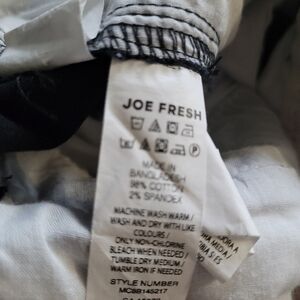 JOE FRESH
MADE IN
BANGLADESH
98% COTTON
2% SPANDEX
MACHINE WASH WARM /
WASH AND DRY WITH LIKE
COLOURS /
ONLY NON-CHLORINE
BLEACH WHEN NEEDED /
TUMBLE DRY MEDIUM /
WARM IRON IF NEEDED
STYLE NUMBER
MCSB145217